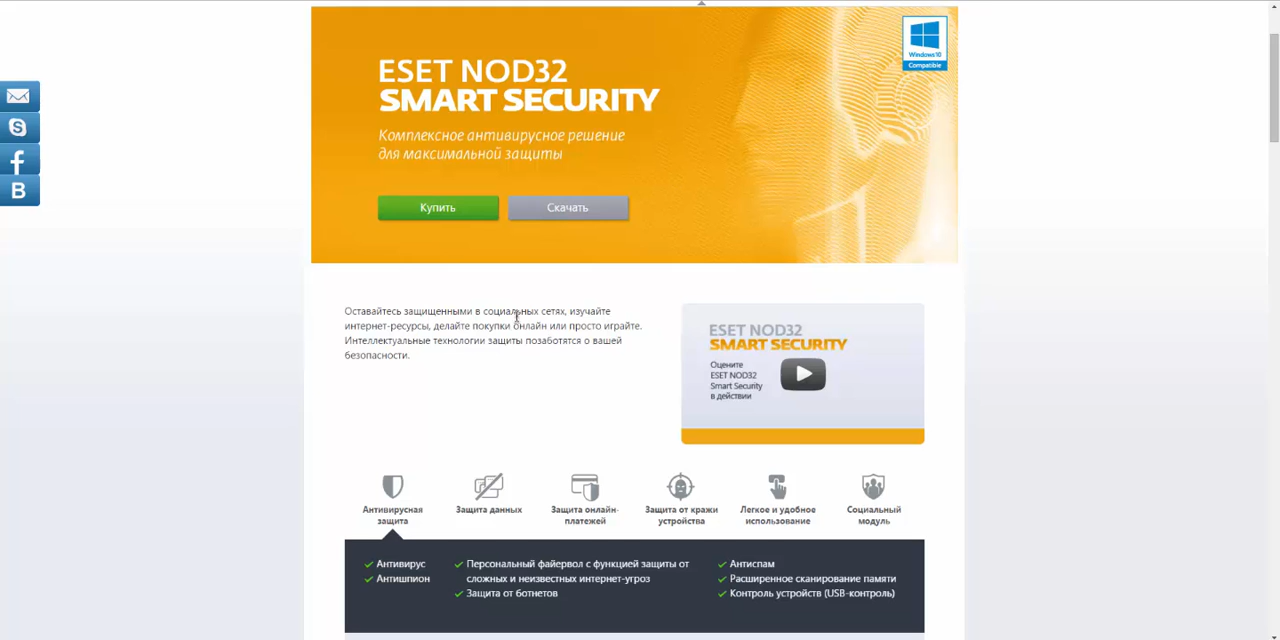 ESET NOD32
SMART SECURITY
Комплексное антивирусное решение
для максимальной защиты
Купить
Скачать
Windows10
Compatible
B
Оставайтесь защищенными в социальных сетях, изучайте
интернет-ресурсы, делайте покупки онлайн или просто играйте.
Интеллектуальные технологии защиты позаботятся о вашей
безопасности.
ESET NOD32
SMART SECURITY
Оцените
ESET NOD32
Smart Security
в действии
Антивирусная
защита
Защита данных
Защита онлайн-
платежей
Защита от кражи
устройства
Легкое и удобное
использование
Социальный
модуль
Антивирус
Антишпион
Персональный файервол с функцией защиты от
сложных и неизвестных интернет-угроз
Защита от ботнетов
Антиспам
Расширенное сканирование памяти
Контроль устройств (USB-контроль)